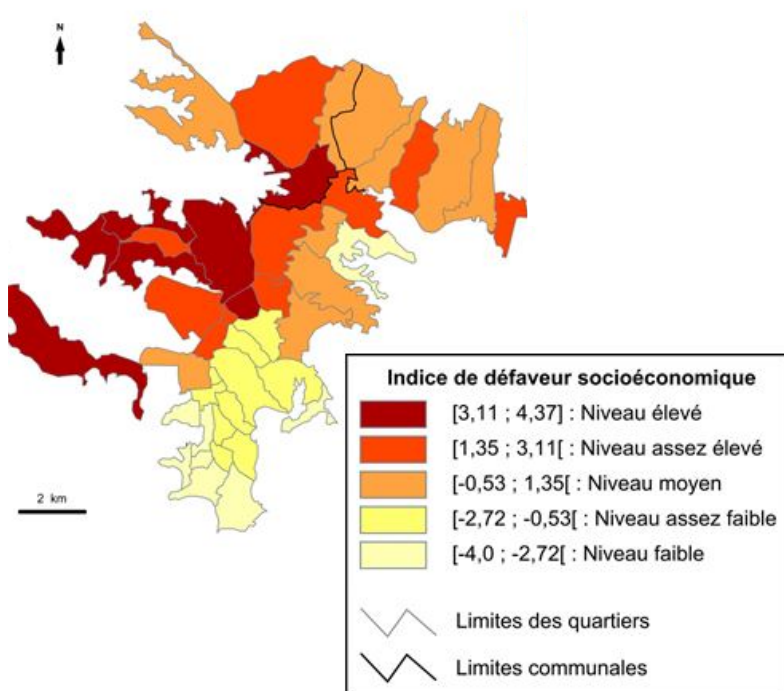 N
Indice de défaveur socioéconomique
[3,11 ; 4,37] : Niveau élevé
[1,35 ; 3,11[ : Niveau assez élevé
[-0,53 ; 1,35[ : Niveau moyen
[-2,72 ; -0,53[ : Niveau assez faible
[-4,0 ; -2,72[ : Niveau faible
2 km
Limites des quartiers
Limites communales